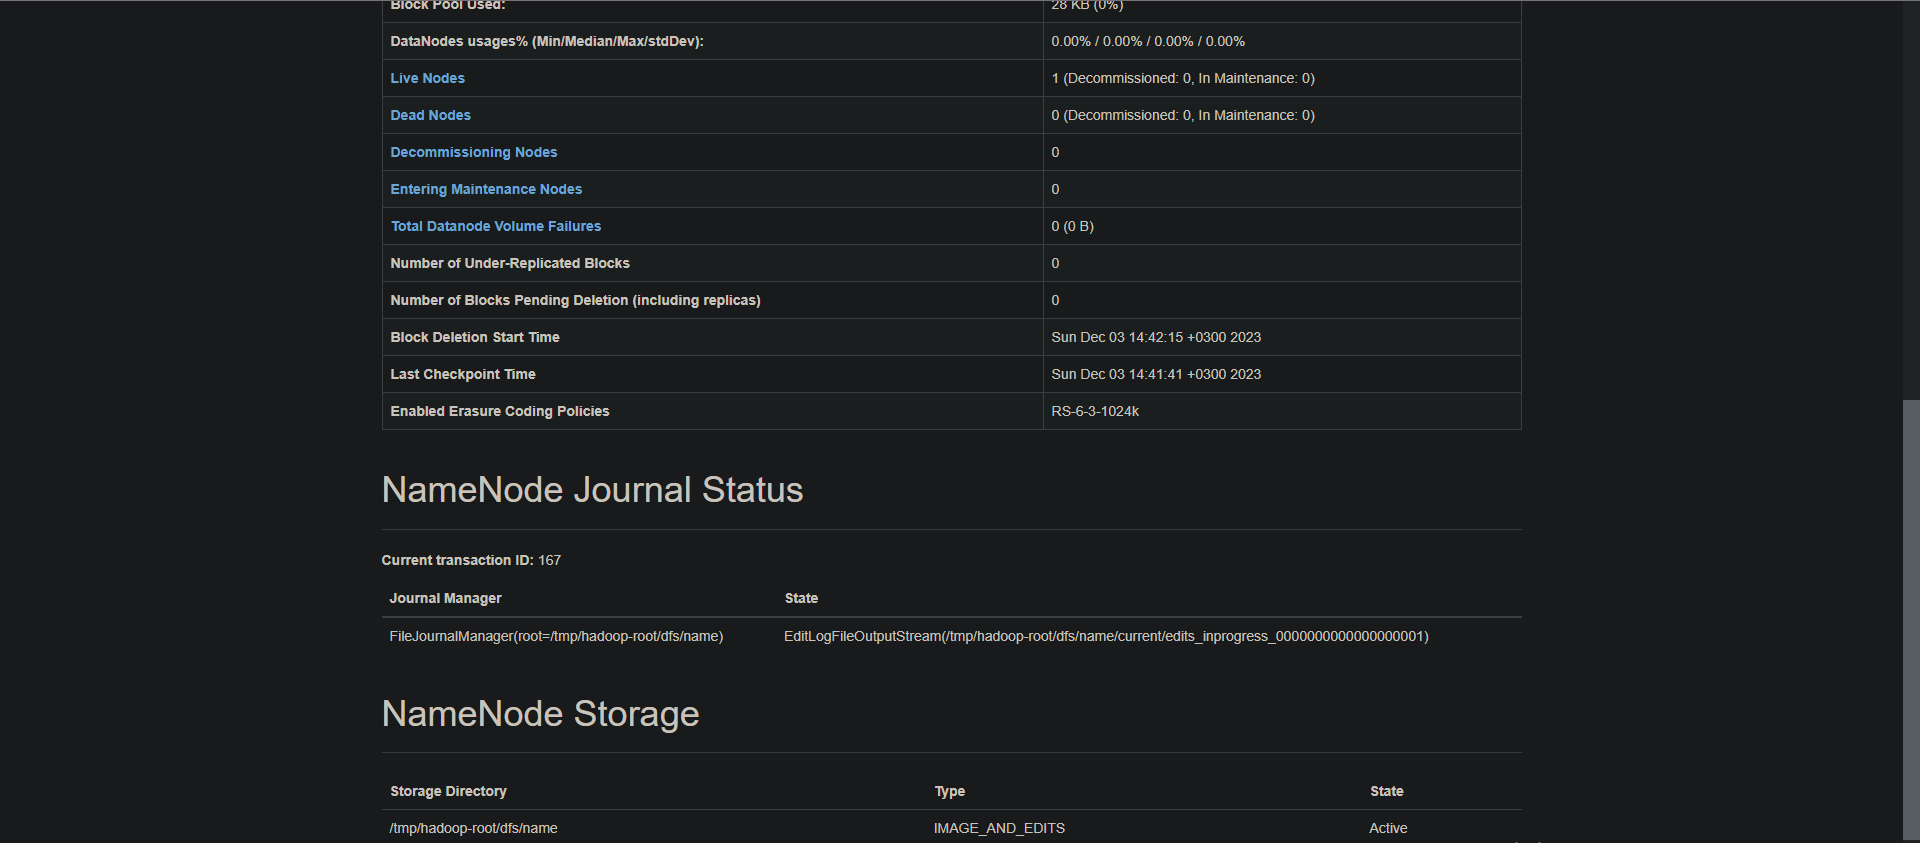 Block Pool Used: 28 KB (0%)
DataNodes usages% (Min/Median/Max/stdDev): 0.00% / 0.00% / 0.00% / 0.00%
Live Nodes 1 (Decommissioned: 0, In Maintenance: 0)
Dead Nodes 0 (Decommissioned: 0, In Maintenance: 0)
Decommissioning Nodes 0
Entering Maintenance Nodes 0
Total Datanode Volume Failures 0 (0 B)
Number of Under-Replicated Blocks 0
Number of Blocks Pending Deletion (including replicas) 0
Block Deletion Start Time Sun Dec 03 14:42:15 +0300 2023
Last Checkpoint Time Sun Dec 03 14:41:41 +0300 2023
Enabled Erasure Coding Policies RS-6-3-1024k
NameNode Journal Status
Current transaction ID: 167
Journal Manager State
FileJournalManager(root=/tmp/hadoop-root/dfs/name) EditLogFileOutputStream(/tmp/hadoop-root/dfs/name/current/edits_inprogress_0000000000000000001)
NameNode Storage
Storage Directory Type State
/tmp/hadoop-root/dfs/name IMAGE_AND_EDITS Active